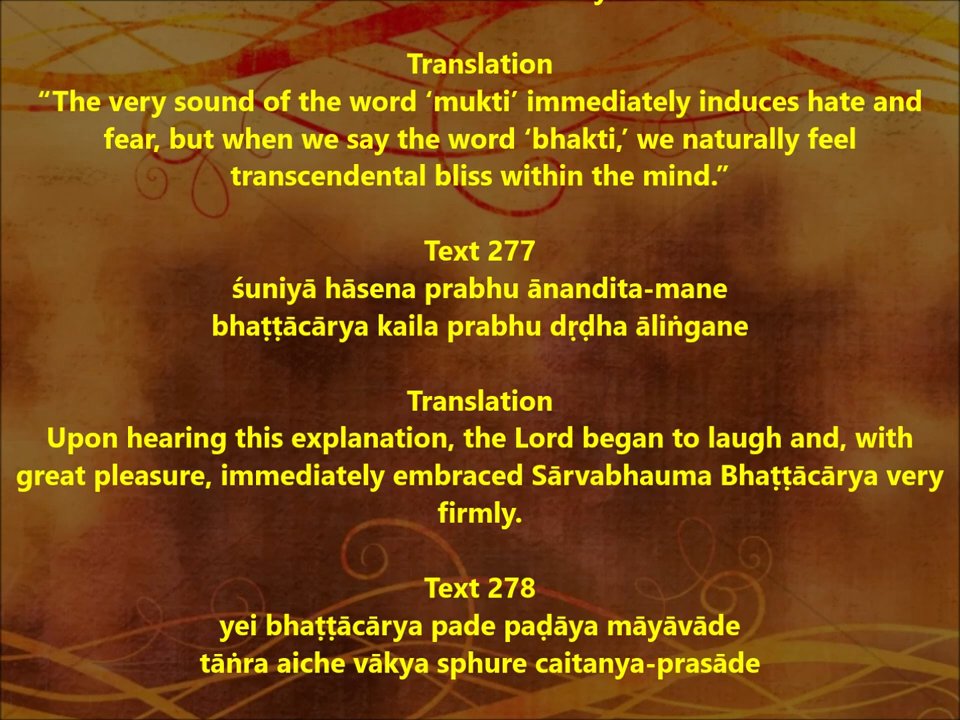 Translation
“The very sound of the word ‘mukti’ immediately induces hate and
fear, but when we say the word ‘bhakti,’ we naturally feel
transcendental bliss within the mind.”
Text 277
śuniyā hāsena prabhu ānandita-mane
bhaṭṭācārya kaila prabhu dṛḍha āliṅgane
Translation
Upon hearing this explanation, the Lord began to laugh and, with
great pleasure, immediately embraced Sārvabhauma Bhaṭṭācārya very
firmly.
Text 278
yei bhaṭṭācārya pade paḍāya māyāvāde
tāṅra aiche vākya sphure caitanya-prasāde